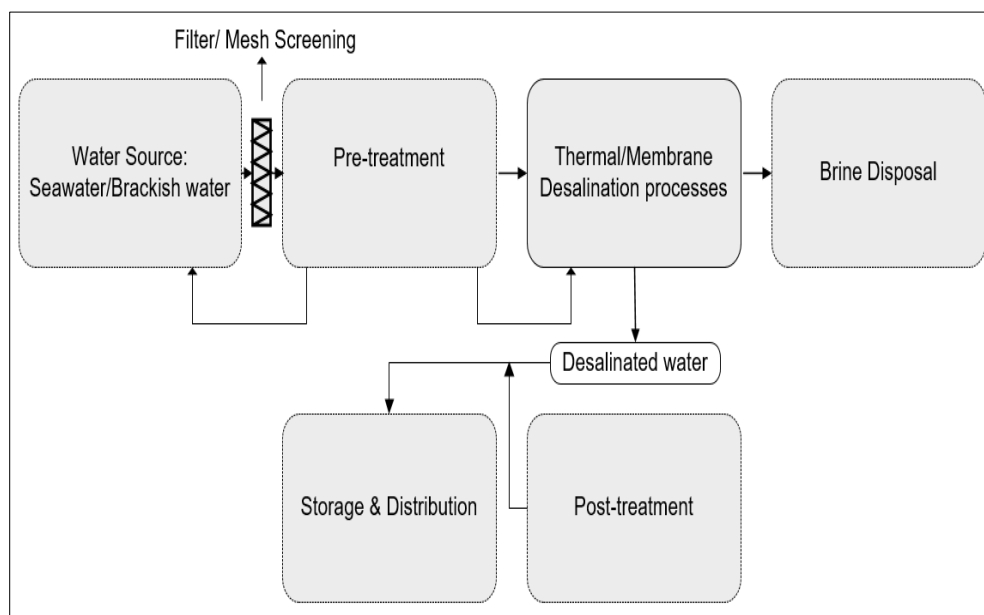 Filter/ Mesh Screening
Water Source:
Seawater/Brackish water
Pre-treatment
Thermal/Membrane
Desalination processes
Brine Disposal
Desalinated water
Storage & Distribution
Post-treatment